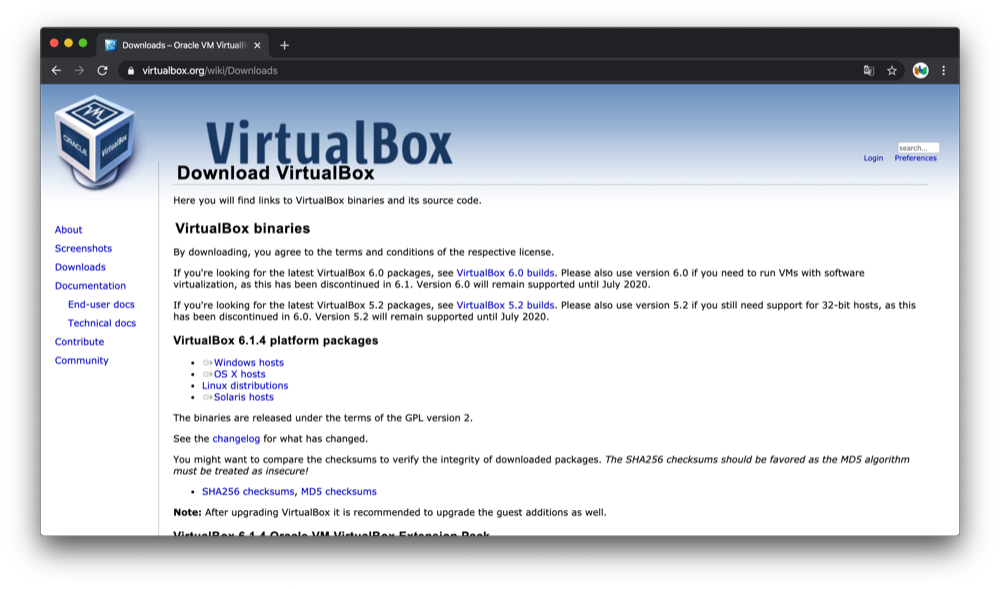 Downloads – Oracle VM VirtualB
virtualbox.org/wiki/Downloads
ORACLE
VirtualBox
VirtualBox
Login
search...
Preferences
Download VirtualBox
Here you will find links to VirtualBox binaries and its source code.
About
Screenshots
Downloads
Documentation
End-user docs
Technical docs
Contribute
Community
VirtualBox binaries
By downloading, you agree to the terms and conditions of the respective license.
If you're looking for the latest VirtualBox 6.0 packages, see VirtualBox 6.0 builds. Please also use version 6.0 if you need to run VMs with software
virtualization, as this has been discontinued in 6.1. Version 6.0 will remain supported until July 2020.
If you're looking for the latest VirtualBox 5.2 packages, see VirtualBox 5.2 builds. Please also use version 5.2 if you still need support for 32-bit hosts, as this
has been discontinued in 6.0. Version 5.2 will remain supported until July 2020.
VirtualBox 6.1.4 platform packages
Windows hosts
OS X hosts
Linux distributions
Solaris hosts
The binaries are released under the terms of the GPL version 2.
See the changelog for what has changed.
You might want to compare the checksums to verify the integrity of downloaded packages. The SHA256 checksums should be favored as the MD5 algorithm
must be treated as insecure!
SHA256 checksums, MD5 checksums
Note: After upgrading VirtualBox it is recommended to upgrade the guest additions as well.
VirtualBox 6.1.4 Oracle VM VirtualBox Extension Pack